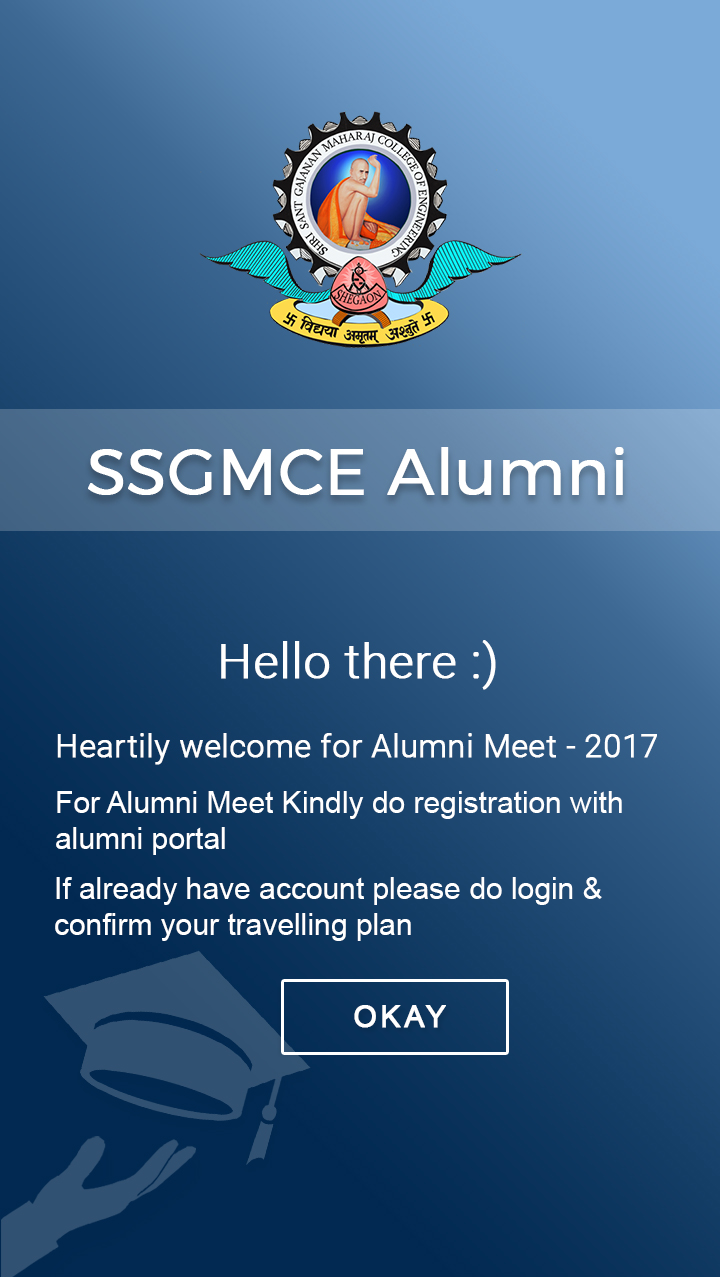 SHRI SANT GAJANAN MAHARAJ COLLEGE OF ENGINEERING
SHEGAON
卐 विद्यया अमृतम् अश्नुते 卐
SSGMCE Alumni
Hello there :)
Heartily welcome for Alumni Meet - 2017
For Alumni Meet Kindly do registration with
alumni portal
If already have account please do login &
confirm your travelling plan
OKAY